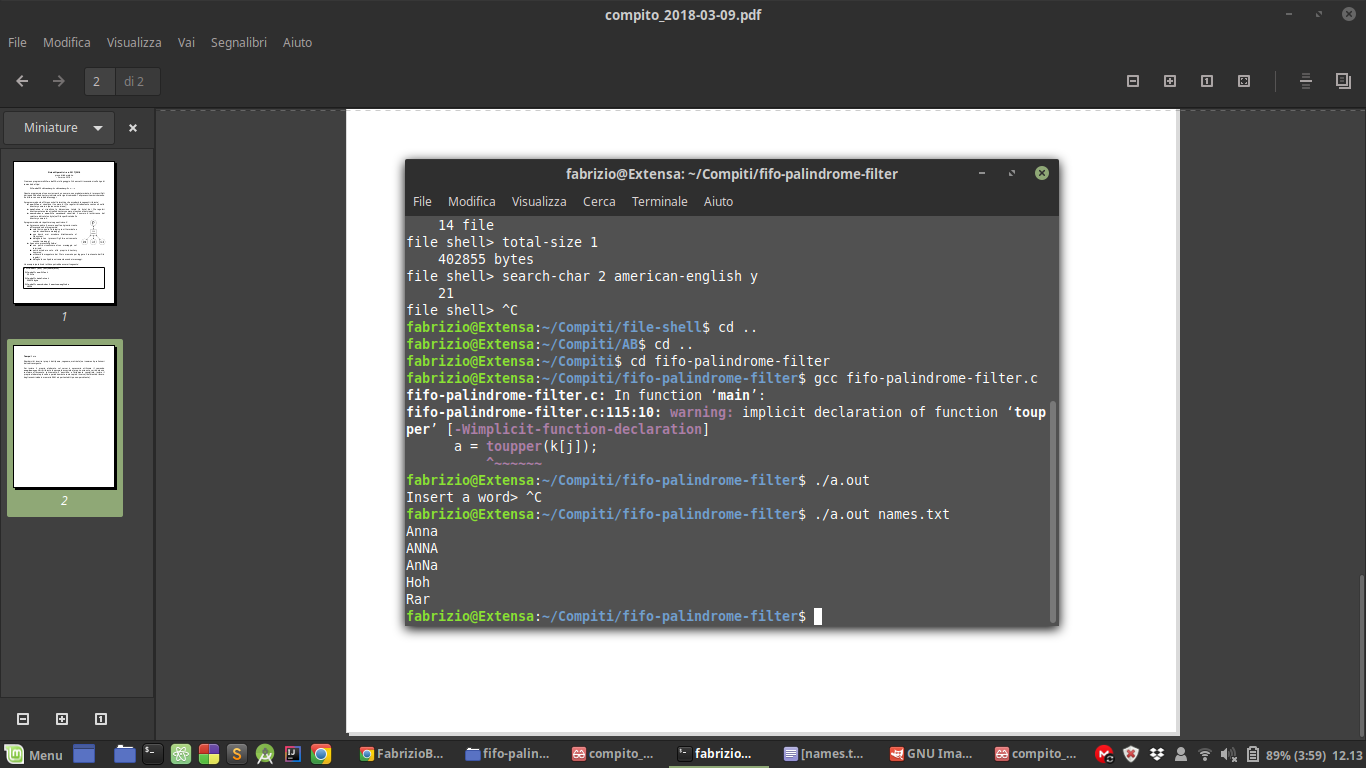 compito_2018-03-09.pdf
File Modifica Visualizza Vai Segnalibri Aiuto
2 di 2
Miniature
1
2
fabrizio@Extensa: ~/Compiti/fifo-palindrome-filter
File Modifica Visualizza Cerca Terminale Aiuto
14 file
file shell> total-size 1
402855 bytes
file shell> search-char 2 american-english y
21
file shell> ^C
fabrizio@Extensa:~/Compiti/file-shell$ cd ..
fabrizio@Extensa:~/Compiti/AB$ cd ..
fabrizio@Extensa:~/Compiti$ cd fifo-palindrome-filter
fabrizio@Extensa:~/Compiti/fifo-palindrome-filter$ gcc fifo-palindrome-filter.c
fifo-palindrome-filter.c: In function ‘main’:
fifo-palindrome-filter.c:115:10: warning: implicit declaration of function ‘toup
per’ [-Wimplicit-function-declaration]
a = toupper(k[j]);
^~~~~~~
fabrizio@Extensa:~/Compiti/fifo-palindrome-filter$ ./a.out
Insert a word> ^C
fabrizio@Extensa:~/Compiti/fifo-palindrome-filter$ ./a.out names.txt
Anna
ANNA
AnNa
Hoh
Rar
fabrizio@Extensa:~/Compiti/fifo-palindrome-filter$
Menu FabrizioB... fifo-palin... compito_... fabrizio... [names.t... GNU Ima... compito_... 89% (3:59) 12.13